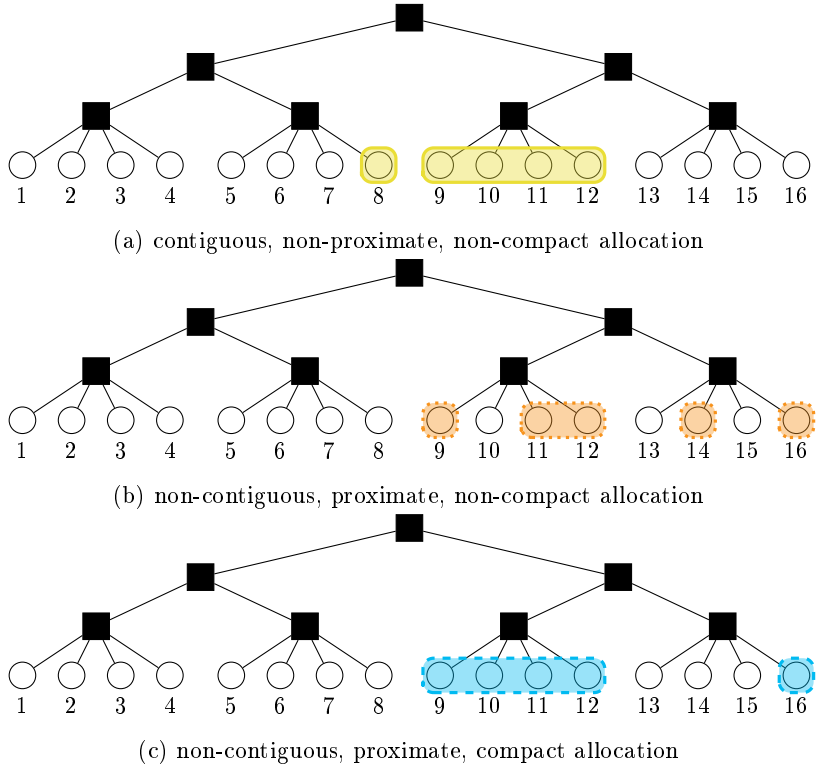 1 2 3 4 5 6 7 8 9 10 11 12 13 14 15 16
(a) contiguous, non-proximate, non-compact allocation
1 2 3 4 5 6 7 8 9 10 11 12 13 14 15 16
(b) non-contiguous, proximate, non-compact allocation
1 2 3 4 5 6 7 8 9 10 11 12 13 14 15 16
(c) non-contiguous, proximate, compact allocation